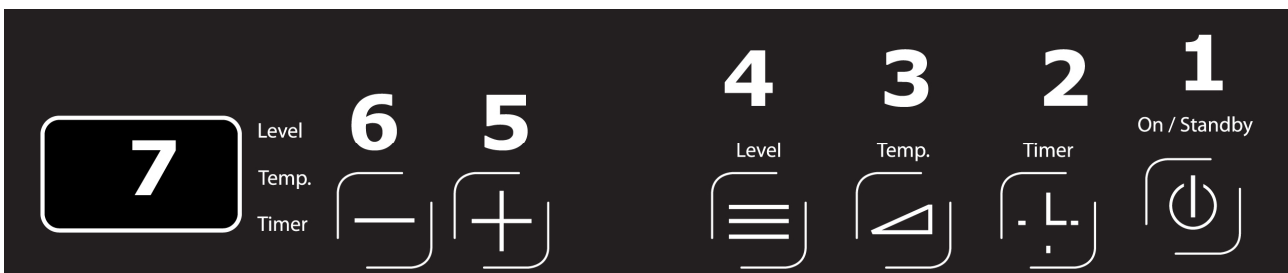 7
Level
Temp.
Timer
6
5
4
Level
3
Temp.
2
Timer
1
On / Standby